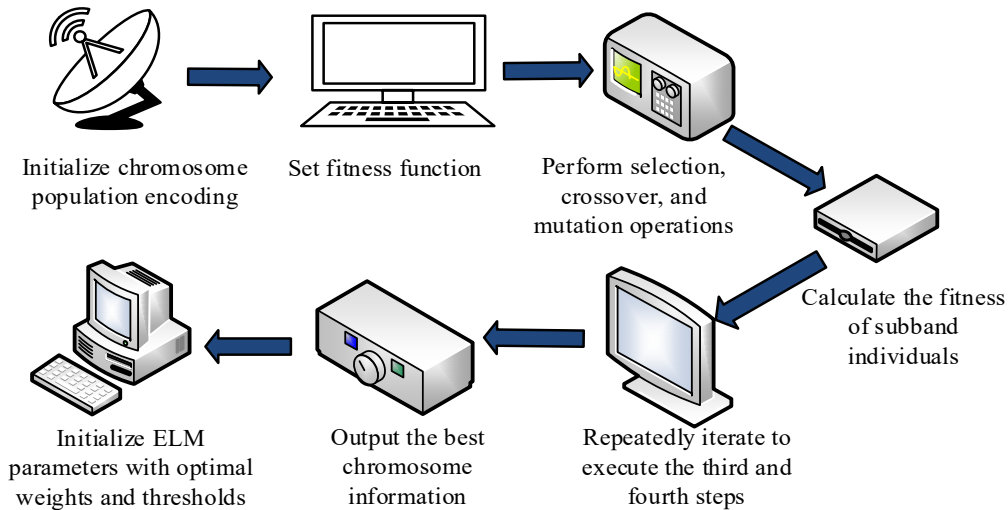 Initialize chromosome
population encoding
Set fitness function
Perform selection,
crossover, and
mutation operations
Calculate the fitness
of subband
individuals
Repeatedly iterate to
execute the third and
fourth steps
Output the best
chromosome
information
Initialize ELM
parameters with optimal
weights and thresholds